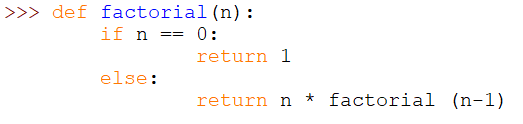 >>> def factorial(n):
        if n == 0:
                return 1
        else:
                return n * factorial (n-1)